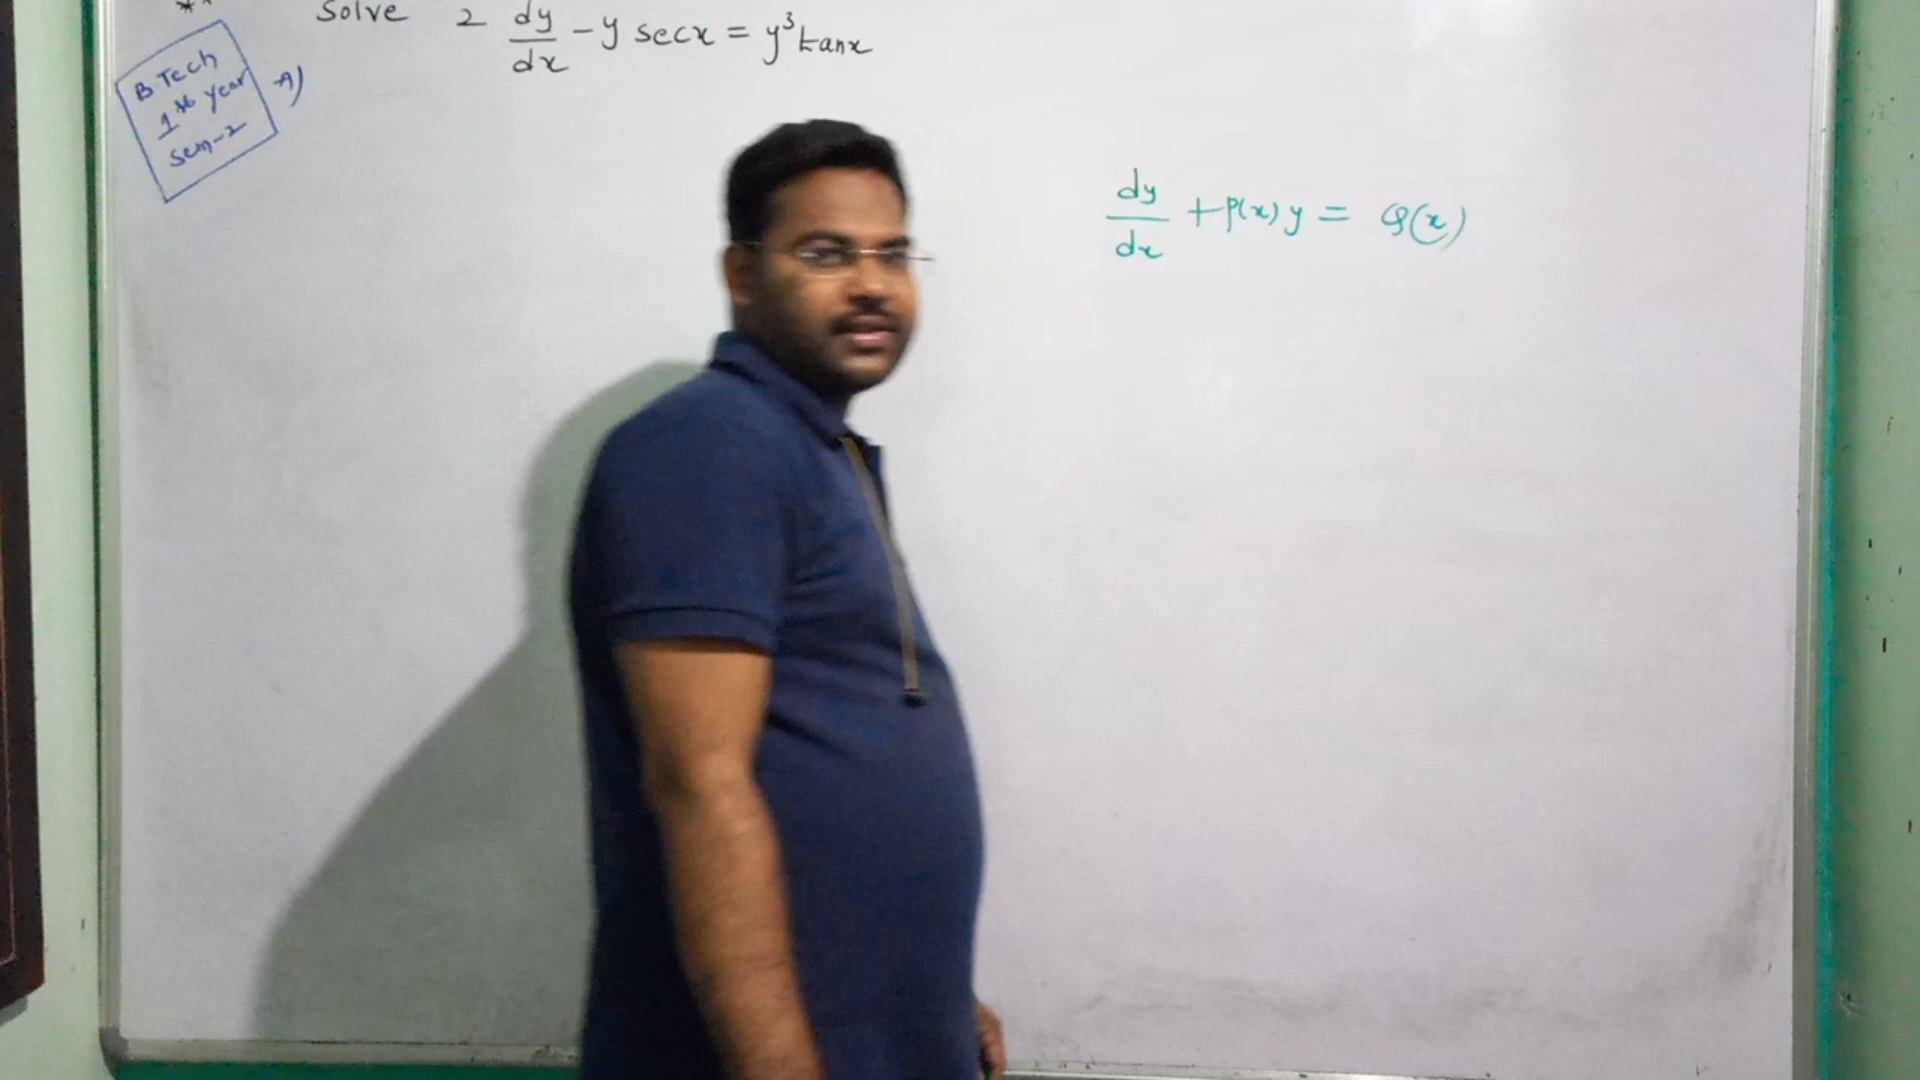 **
Solve 2 dy/dx - y secx = y³tanx
B Tech
1st year
Sem-2
A)
dy/dx + P(x) y = Q(x)